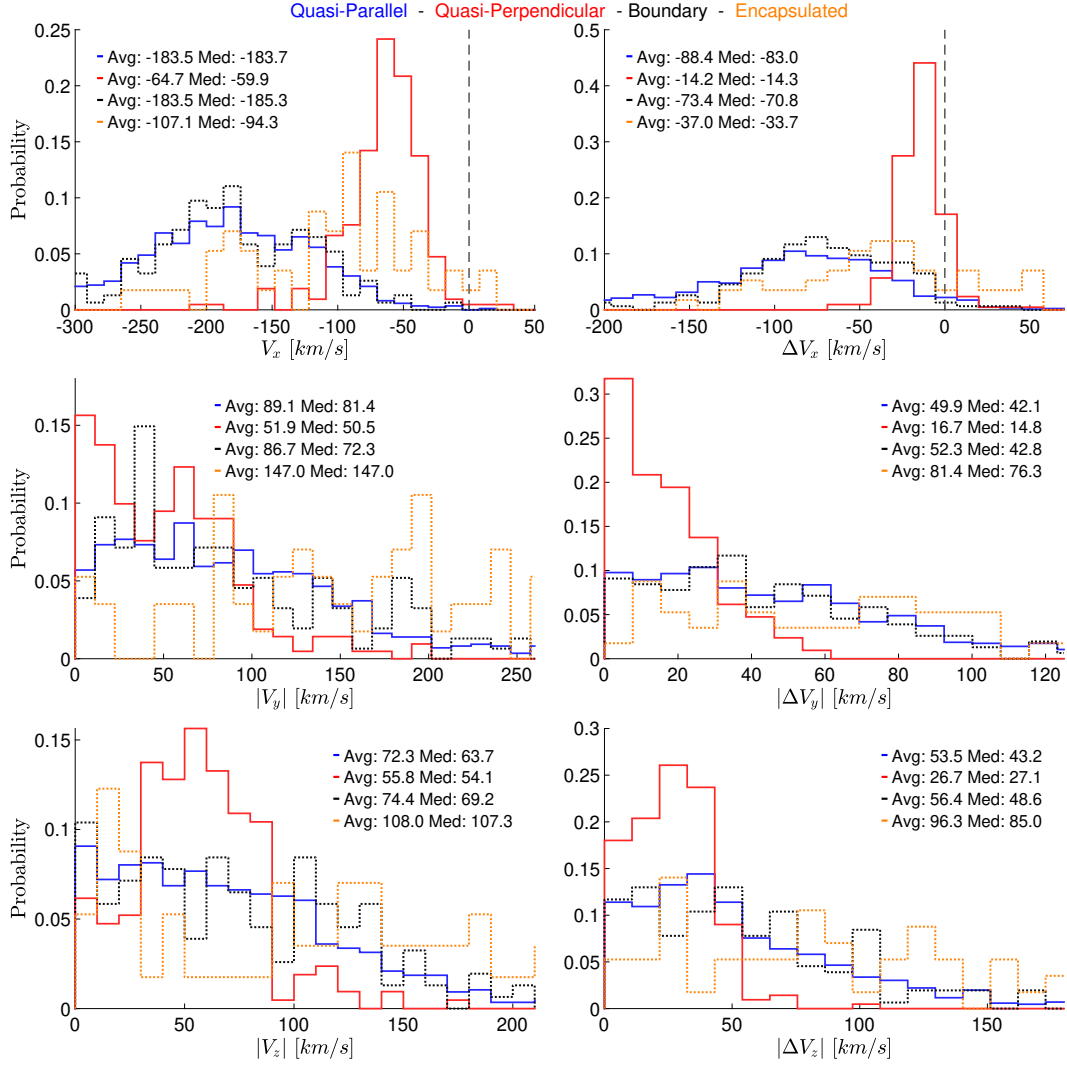 Quasi-Parallel - Quasi-Perpendicular - Boundary - Encapsulated
0.25
0.2
0.15
0.1
0.05
0
Probability
Avg: -183.5 Med: -183.7
Avg: -64.7 Med: -59.9
Avg: -183.5 Med: -185.3
Avg: -107.1 Med: -94.3
-300 -250 -200 -150 -100 -50 0 50
V_x [km/s]
0.5
0.4
0.3
0.2
0.1
0
Avg: -88.4 Med: -83.0
Avg: -14.2 Med: -14.3
Avg: -73.4 Med: -70.8
Avg: -37.0 Med: -33.7
-200 -150 -100 -50 0 50
ΔV_x [km/s]
0.15
0.1
0.05
0
Probability
Avg: 89.1 Med: 81.4
Avg: 51.9 Med: 50.5
Avg: 86.7 Med: 72.3
Avg: 147.0 Med: 147.0
0 50 100 150 200 250
|V_y| [km/s]
0.3
0.25
0.2
0.15
0.1
0.05
0
Avg: 49.9 Med: 42.1
Avg: 16.7 Med: 14.8
Avg: 52.3 Med: 42.8
Avg: 81.4 Med: 76.3
0 20 40 60 80 100 120
|ΔV_y| [km/s]
0.15
0.1
0.05
0
Probability
Avg: 72.3 Med: 63.7
Avg: 55.8 Med: 54.1
Avg: 74.4 Med: 69.2
Avg: 108.0 Med: 107.3
0 50 100 150 200
|V_z| [km/s]
0.3
0.25
0.2
0.15
0.1
0.05
0
Avg: 53.5 Med: 43.2
Avg: 26.7 Med: 27.1
Avg: 56.4 Med: 48.6
Avg: 96.3 Med: 85.0
0 50 100 150
|ΔV_z| [km/s]